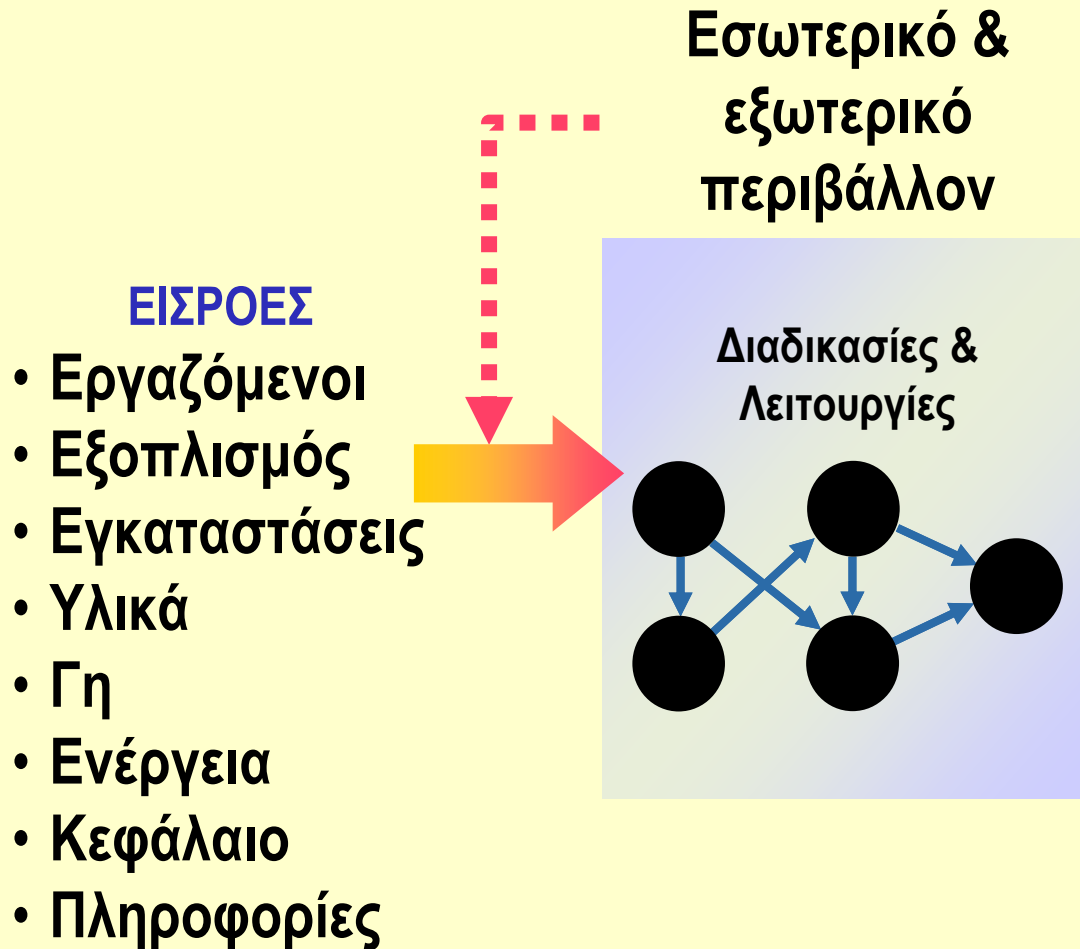 Εσωτερικό &
εξωτερικό
περιβάλλον
ΕΙΣΡΟΕΣ
• Εργαζόμενοι
• Εξοπλισμός
• Εγκαταστάσεις
• Υλικά
• Γη
• Ενέργεια
• Κεφάλαιο
• Πληροφορίες
Διαδικασίες &
Λειτουργίες